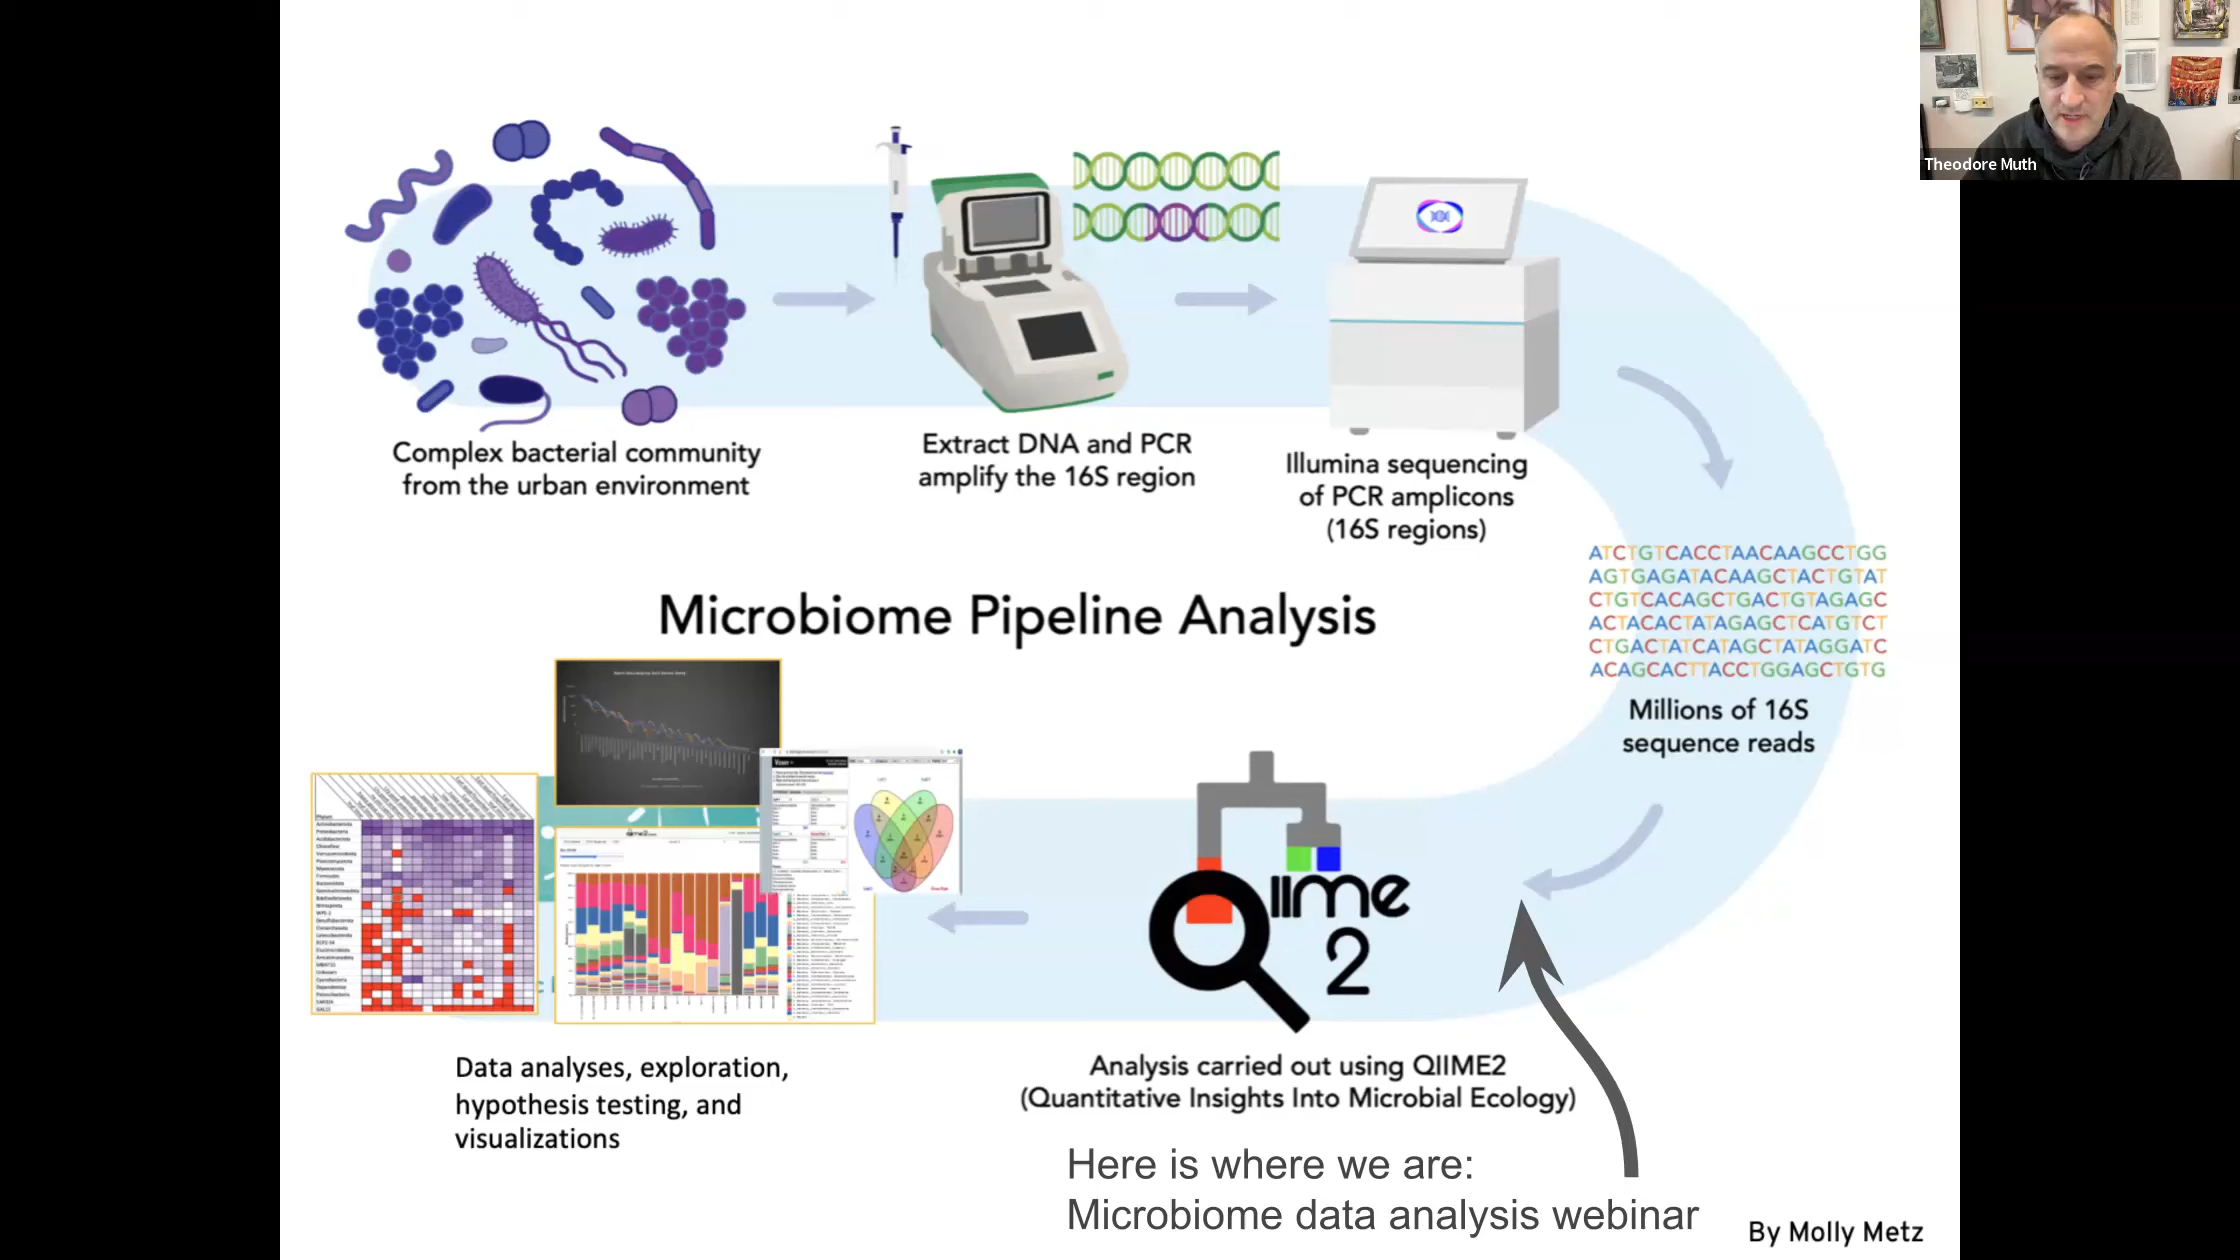 Theodore Muth
Complex bacterial community
from the urban environment
Extract DNA and PCR
amplify the 16S region
Illumina sequencing
of PCR amplicons
(16S regions)
ATCTGTCACCTAACAAGCCTGG
AGTGAGATACAAGCTACTGTAT
CTGTCACAGCTGACTGTAGAGC
ACTACACTATAGAGCTCATGTCT
CTGACTATCATAGCTATAGGATC
ACAGCACTTACCTGGAGCTGTG
Millions of 16S
sequence reads
Microbiome Pipeline Analysis
QIIME
2
Analysis carried out using QIIME2
(Quantitative Insights Into Microbial Ecology)
Data analyses, exploration,
hypothesis testing, and
visualizations
Here is where we are:
Microbiome data analysis webinar
By Molly Metz